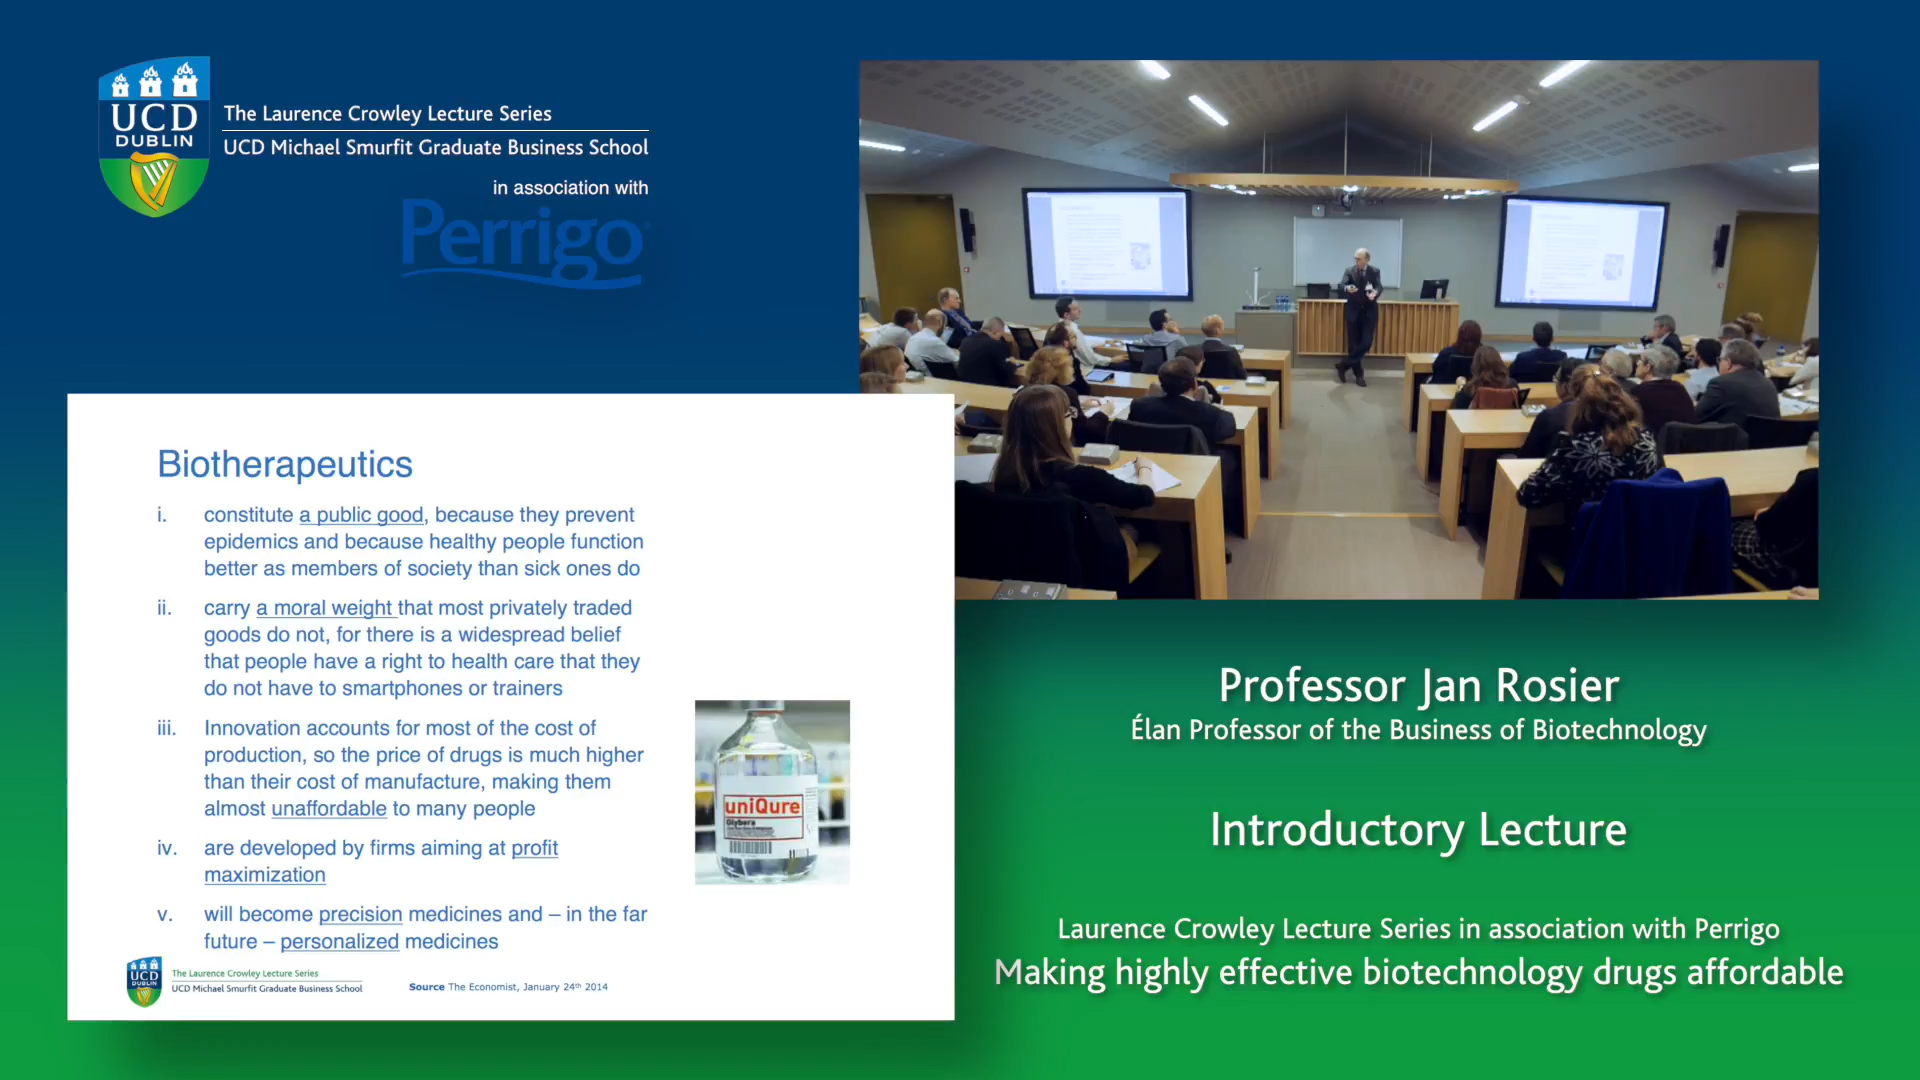 UCD
DUBLIN
The Laurence Crowley Lecture Series
UCD Michael Smurfit Graduate Business School
in association with
Perrigo
Biotherapeutics
i. constitute a public good, because they prevent
epidemics and because healthy people function
better as members of society than sick ones do
ii. carry a moral weight that most privately traded
goods do not, for there is a widespread belief
that people have a right to health care that they
do not have to smartphones or trainers
iii. Innovation accounts for most of the cost of
production, so the price of drugs is much higher
than their cost of manufacture, making them
almost unaffordable to many people
iv. are developed by firms aiming at profit
maximization
v. will become precision medicines and – in the far
future – personalized medicines
uniQure
Glybera
UCD
DUBLIN
The Laurence Crowley Lecture Series
UCD Michael Smurfit Graduate Business School
Source The Economist, January 24th 2014
Professor Jan Rosier
Élan Professor of the Business of Biotechnology
Introductory Lecture
Laurence Crowley Lecture Series in association with Perrigo
Making highly effective biotechnology drugs affordable